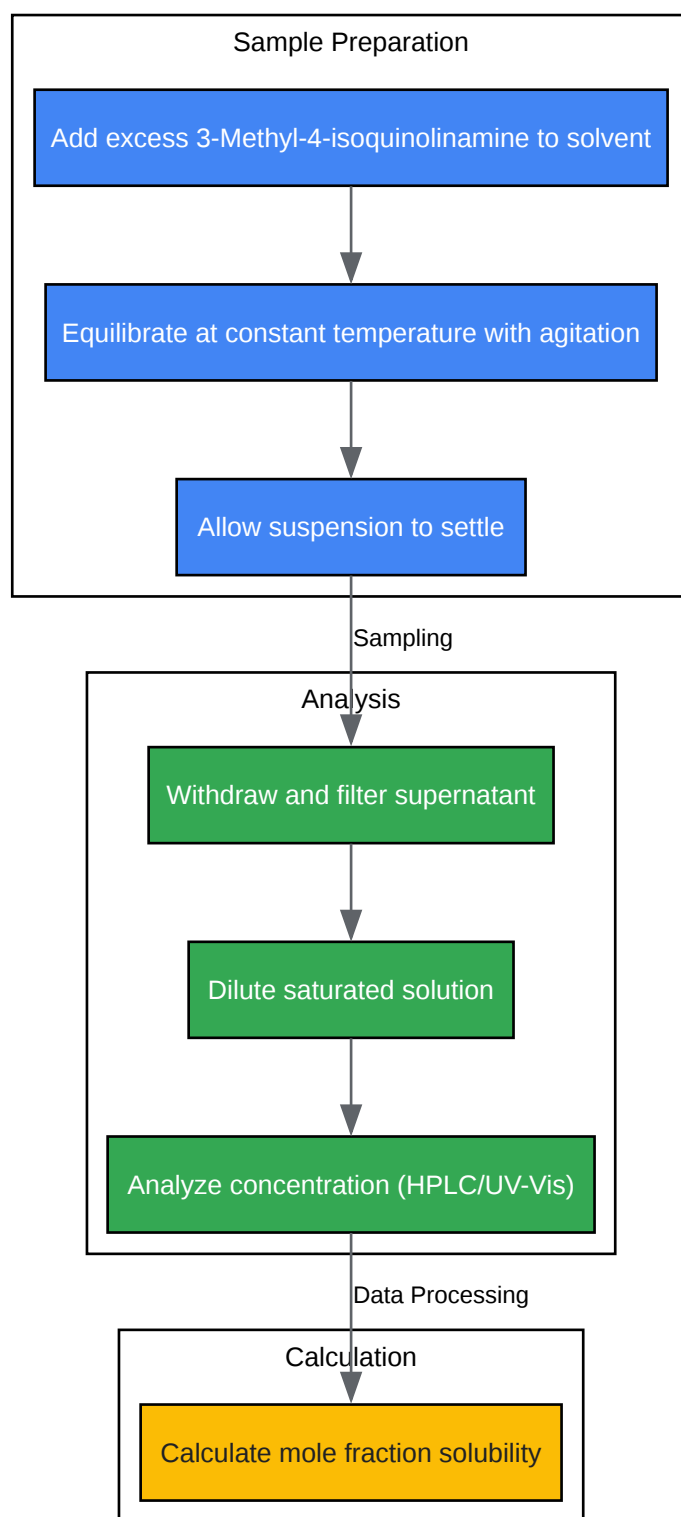 Sample Preparation
Add excess 3-Methyl-4-isoquinolinamine to solvent
Equilibrate at constant temperature with agitation
Allow suspension to settle
Sampling
Analysis
Withdraw and filter supernatant
Dilute saturated solution
Analyze concentration (HPLC/UV-Vis)
Data Processing
Calculation
Calculate mole fraction solubility